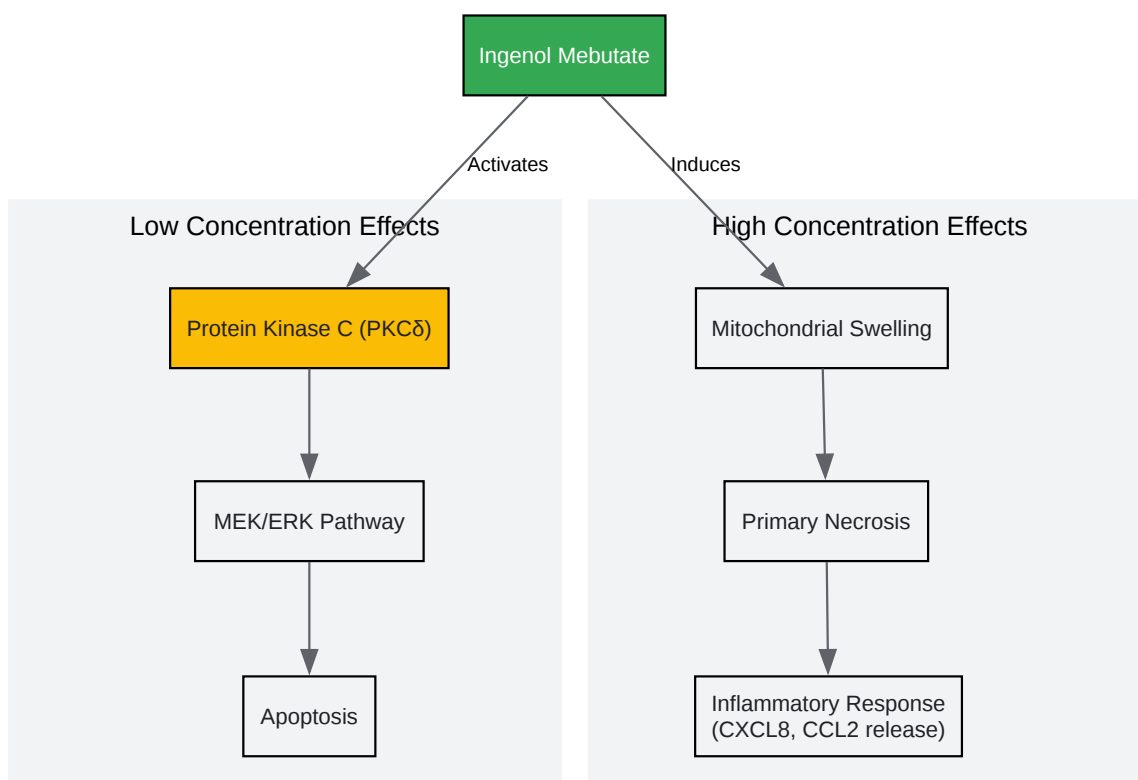 Ingenol Mebutate
Activates
Induces
Low Concentration Effects
High Concentration Effects
Protein Kinase C (PKCδ)
Mitochondrial Swelling
MEK/ERK Pathway
Primary Necrosis
Apoptosis
Inflammatory Response
(CXCL8, CCL2 release)